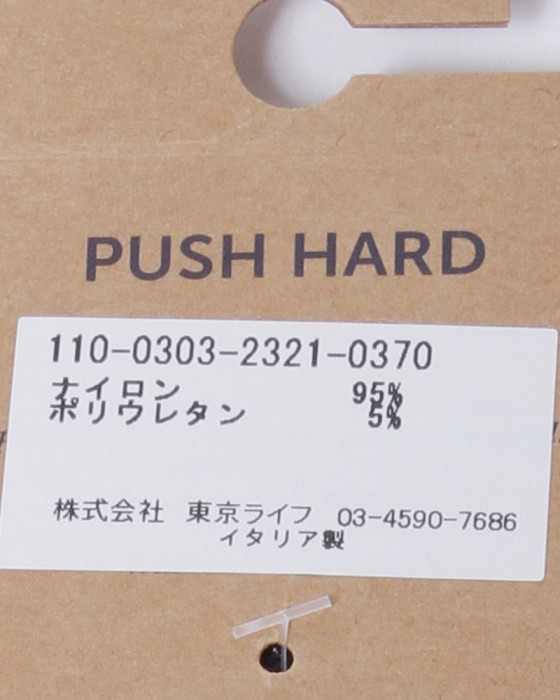 PUSH HARD
110-0303-2321-0370
ナイロン 95%
ポリウレタン 5%
株式会社 東京ライフ 03-4590-7686
イタリア製